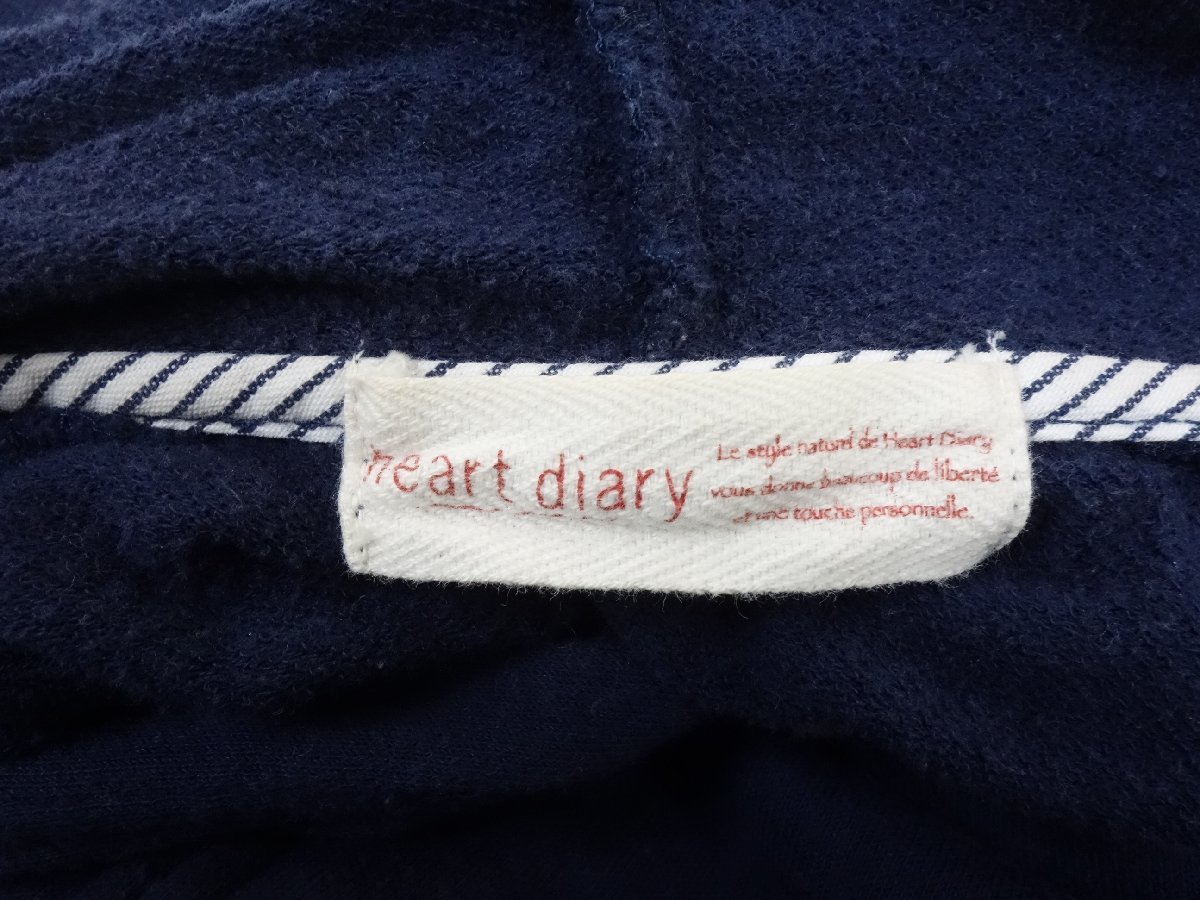 heart diary
Le style naturel de Heart Diary
vous donne beaucoup de liberté
et une touche personnelle.